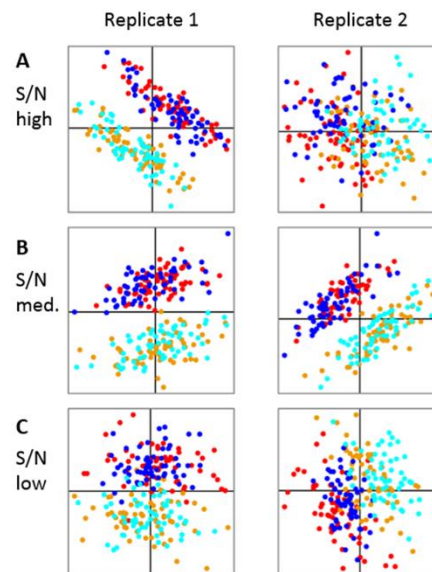 Replicate 1 Replicate 2
A
S/N
high
B
S/N
med.
C
S/N
low